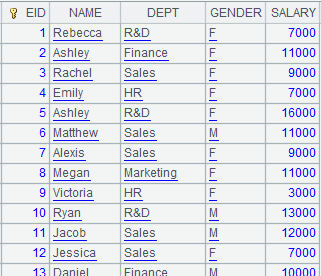 EID NAME DEPT GENDER SALARY
1 Rebecca R&D F 7000
2 Ashley Finance F 11000
3 Rachel Sales F 9000
4 Emily HR F 7000
5 Ashley R&D F 16000
6 Matthew Sales M 11000
7 Alexis Sales F 9000
8 Megan Marketing F 11000
9 Victoria HR F 3000
10 Ryan R&D M 13000
11 Jacob Sales M 12000
12 Jessica Sales F 7000
13 Daniel Finance M 10000